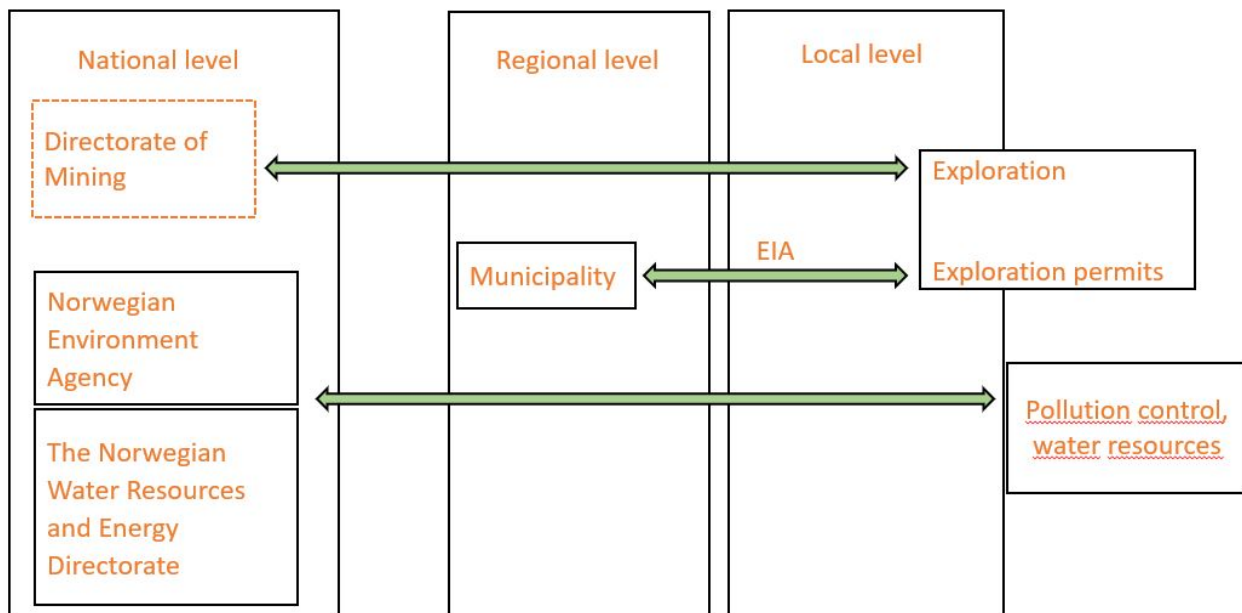 National level
Regional level
Local level
Directorate of
Mining
Exploration
EIA
Municipality
Exploration permits
Norwegian
Environment
Agency
Pollution control,
water resources
The Norwegian
Water Resources
and Energy
Directorate